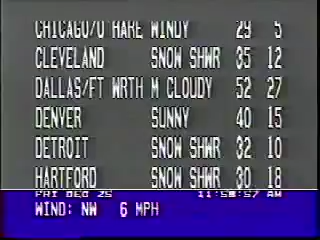 CHICAGO/O HARE WINDY 29 5
CLEVELAND SNOW SHWR 35 12
DALLAS/FT WRTH M CLOUDY 52 27
DENVER SUNNY 40 15
DETROIT SNOW SHWR 32 10
HARTFORD SNOW SHWR 30 18
FRI DEC 25 11:58:57 AM
WIND: NW 6 MPH